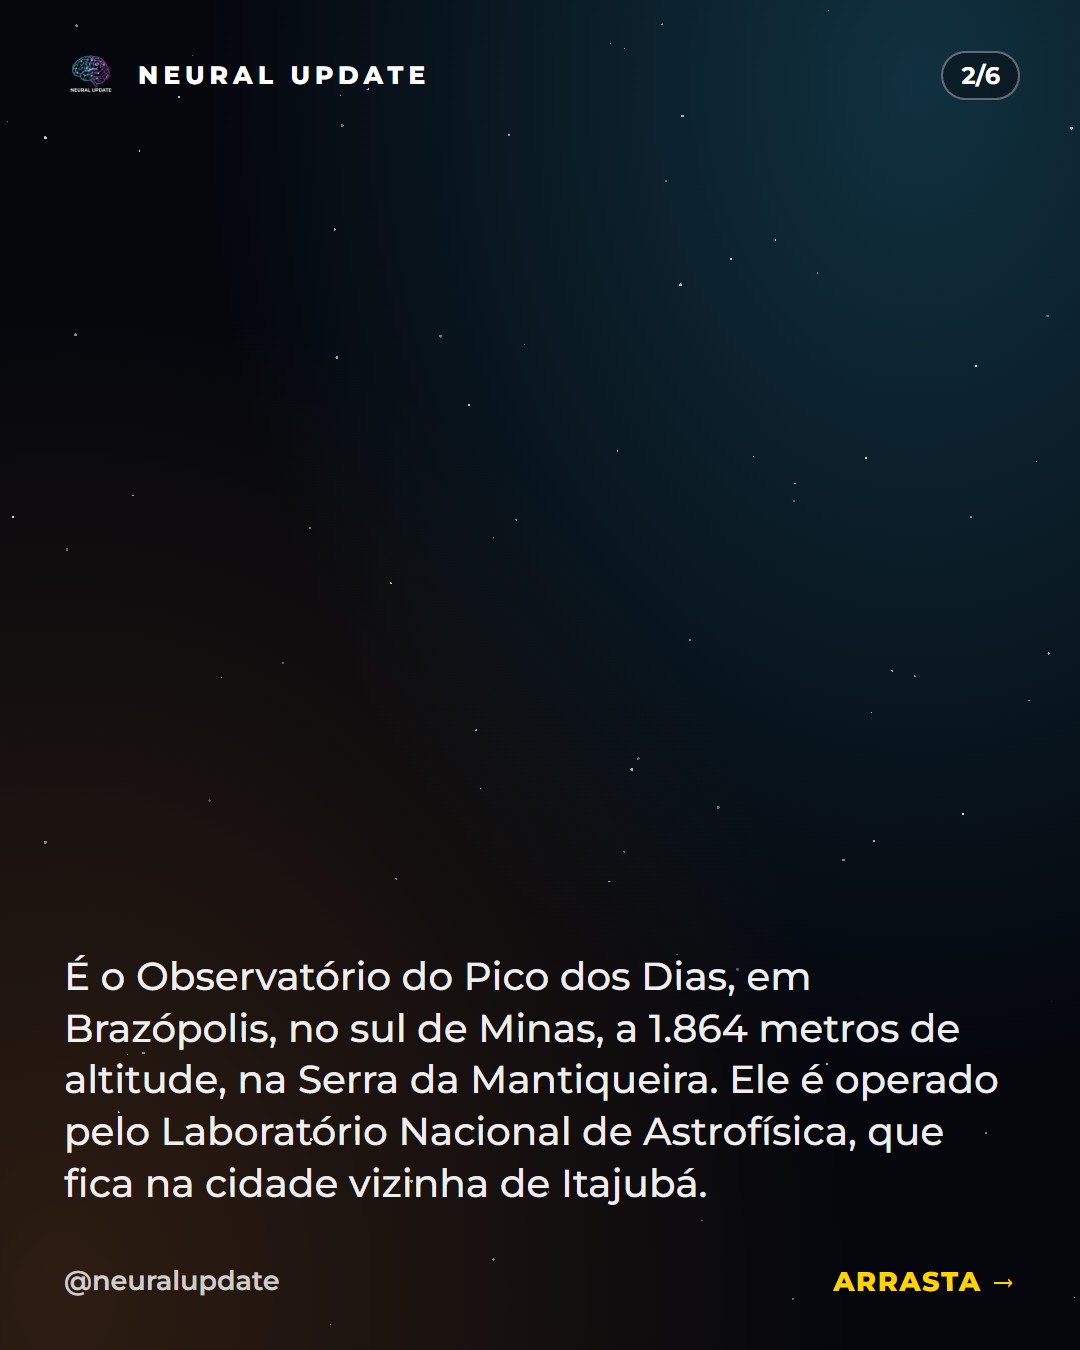 NEURAL UPDATE
NEURAL UPDATE
2/6
É o Observatório do Pico dos Dias, em
Brazópolis, no sul de Minas, a 1.864 metros de
altitude, na Serra da Mantiqueira. Ele é operado
pelo Laboratório Nacional de Astrofísica, que
fica na cidade vizinha de Itajubá.
@neuralupdate
ARRASTA →